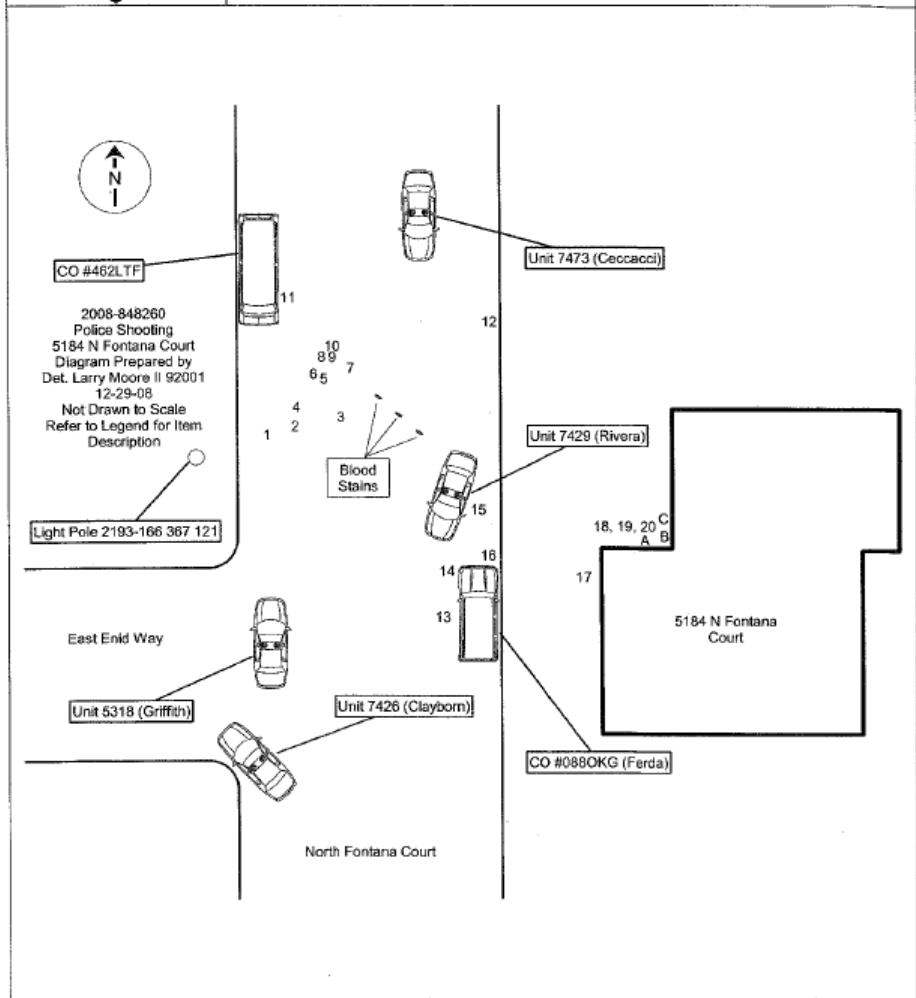 N
Unit 7473 (Ceccacci)
CO #462LTF
11
2008-848260
Police Shooting
5184 N Fontana Court
Diagram Prepared by
Det. Larry Moore II 92001
12-29-08
Not Drawn to Scale
Refer to Legend for Item
Description
12
10
8 9
7
6 5
4
3
2
1
Blood
Stains
Unit 7429 (Rivera)
Light Pole 2193-166 367 121
15
18, 19, 20
C
A
B
16
14
17
13
5184 N Fontana
Court
East Enid Way
Unit 5318 (Griffith)
Unit 7426 (Clayborn)
CO #088OKG (Ferda)
North Fontana Court